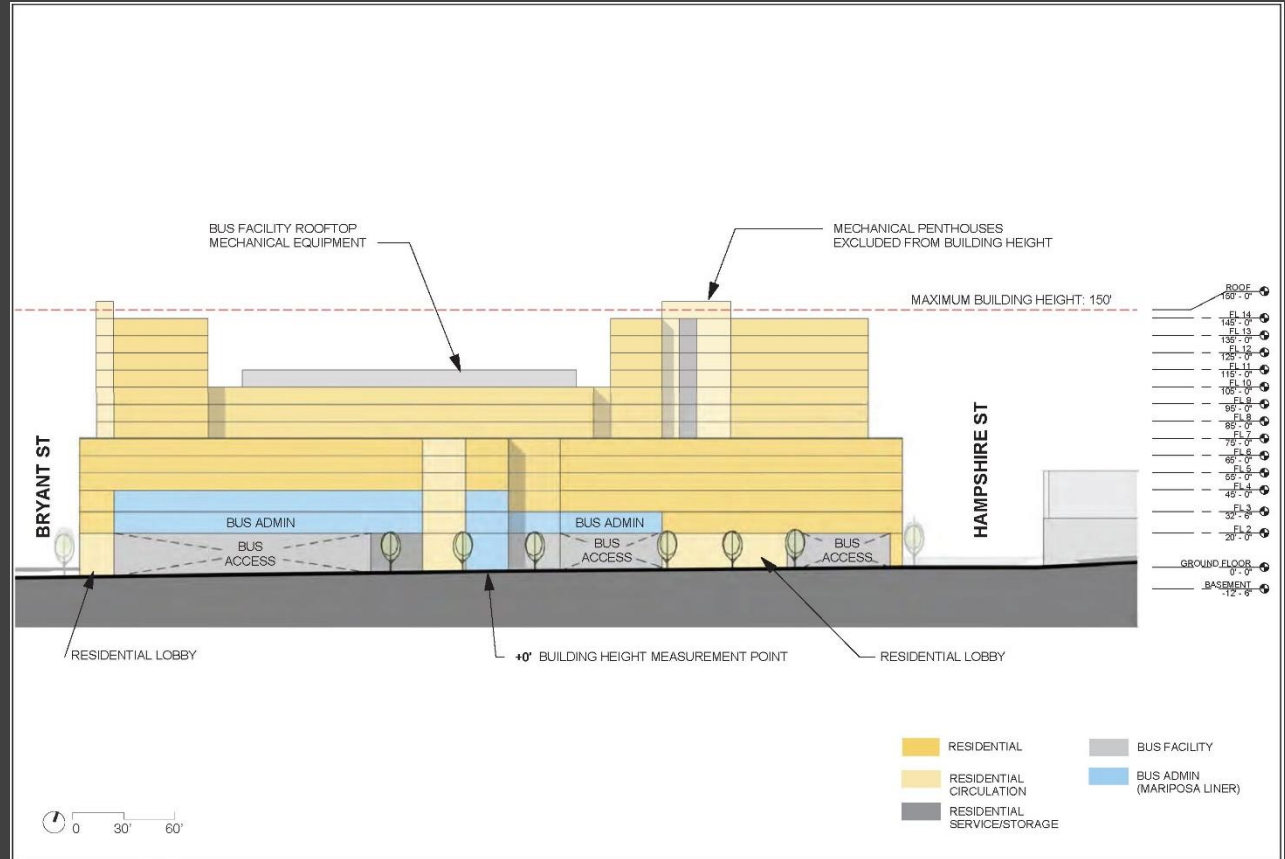 BUS FACILITY ROOFTOP
MECHANICAL EQUIPMENT
MECHANICAL PENTHOUSES
EXCLUDED FROM BUILDING HEIGHT
MAXIMUM BUILDING HEIGHT: 150'
ROOF
150' - 0"
FL 14
145' - 0"
FL 13
135' - 0"
FL 12
125' - 0"
FL 11
115' - 0"
FL 10
105' - 0"
FL 9
95' - 0"
FL 8
85' - 0"
FL 7
75' - 0"
FL 6
65' - 0"
FL 5
55' - 0"
FL 4
45' - 0"
FL 3
32' - 6"
FL 2
20' - 0"
GROUND FLOOR
0' - 0"
BASEMENT
-12' - 6"
BRYANT ST
HAMPSHIRE ST
BUS ADMIN
BUS ADMIN
BUS
ACCESS
BUS
ACCESS
BUS
ACCESS
RESIDENTIAL LOBBY
+0' BUILDING HEIGHT MEASUREMENT POINT
RESIDENTIAL LOBBY
RESIDENTIAL
RESIDENTIAL
CIRCULATION
RESIDENTIAL
SERVICE/STORAGE
BUS FACILITY
BUS ADMIN
(MARIPOSA LINER)
0 30' 60'